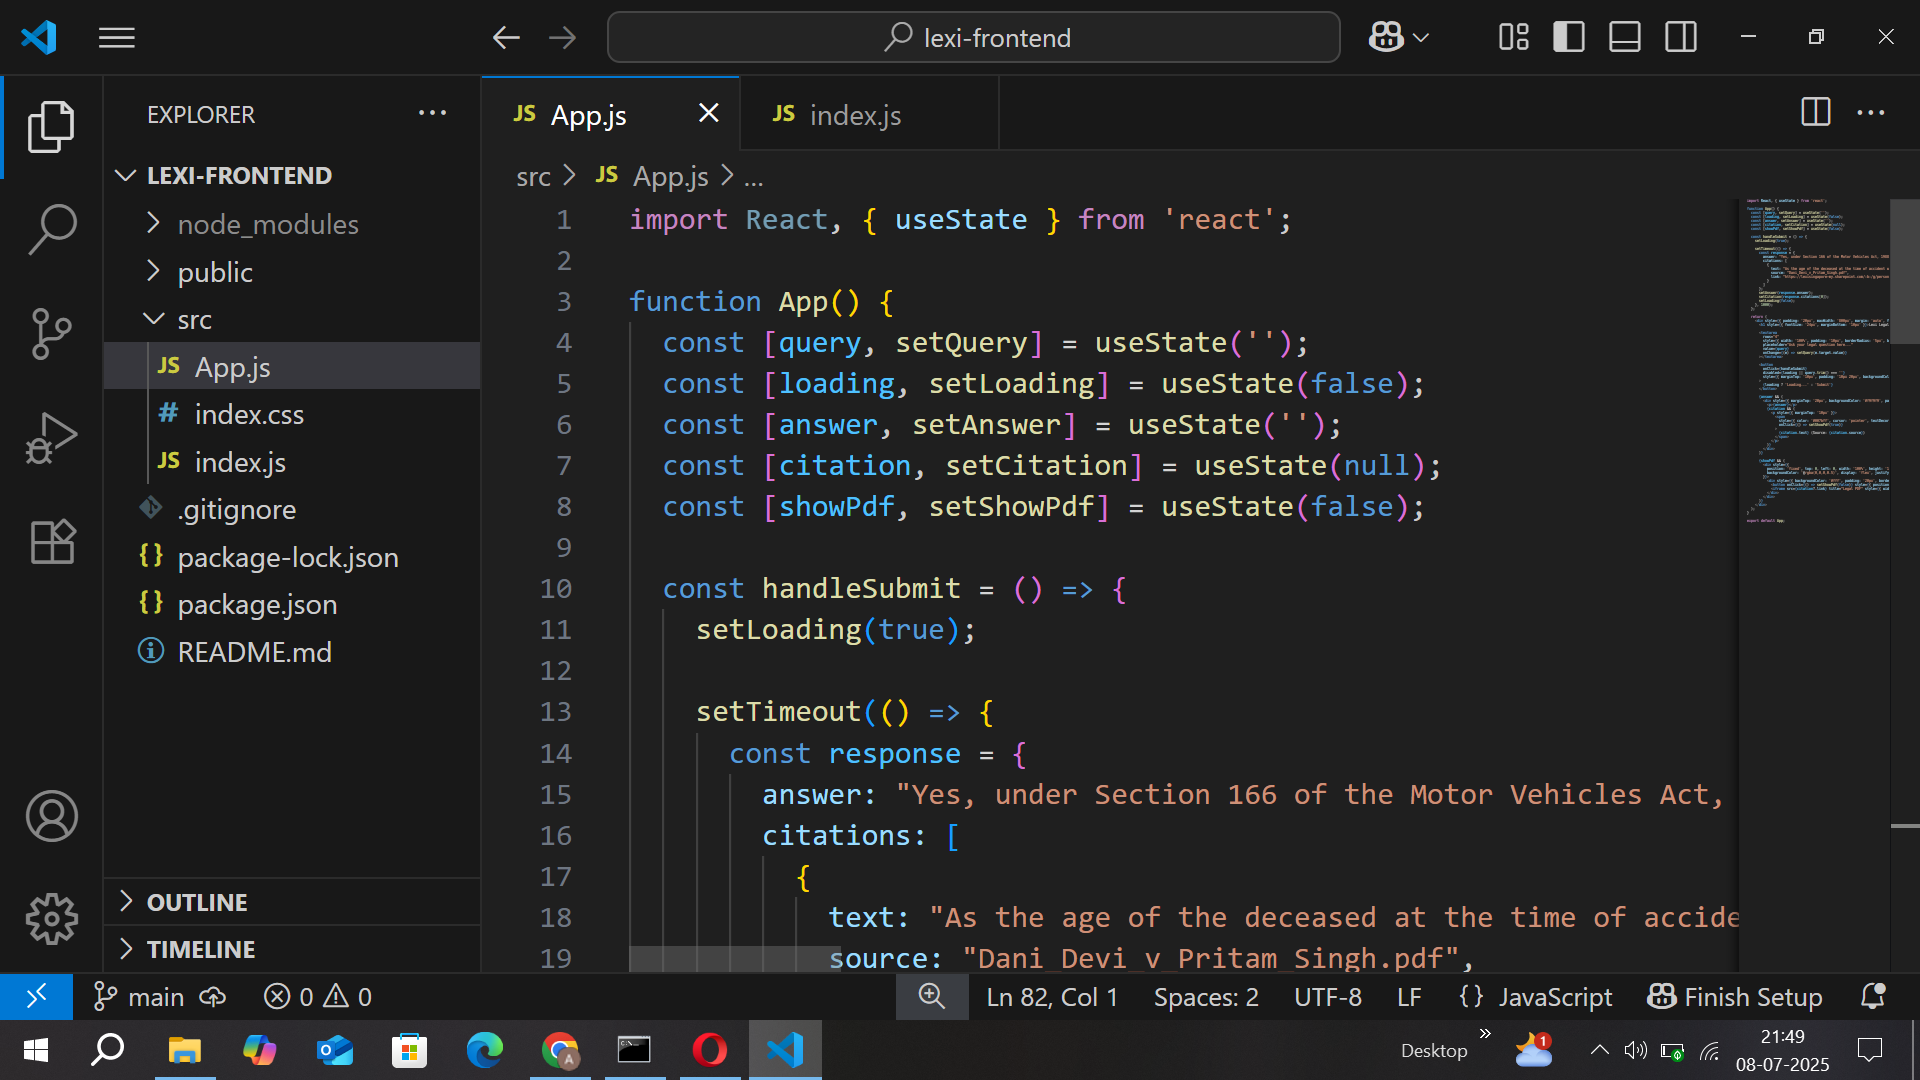 lexi-frontend
EXPLORER
JS App.js
JS index.js
LEXI-FRONTEND
node_modules
public
src
JS App.js
# index.css
JS index.js
.gitignore
{} package-lock.json
{} package.json
README.md
OUTLINE
TIMELINE
src > JS App.js > ...
1 import React, { useState } from 'react';
2
3 function App() {
4 const [query, setQuery] = useState('');
5 const [loading, setLoading] = useState(false);
6 const [answer, setAnswer] = useState('');
7 const [citation, setCitation] = useState(null);
8 const [showPdf, setShowPdf] = useState(false);
9
10 const handleSubmit = () => {
11 setLoading(true);
12
13 setTimeout(() => {
14 const response = {
15 answer: "Yes, under Section 166 of the Motor Vehicles Act,
16 citations: [
17 {
18 text: "As the age of the deceased at the time of accide
19 source: "Dani_Devi_v_Pritam_Singh.pdf",
main
0 0
Ln 82, Col 1
Spaces: 2
UTF-8
LF
{} JavaScript
Finish Setup
Desktop
1
21:49
08-07-2025